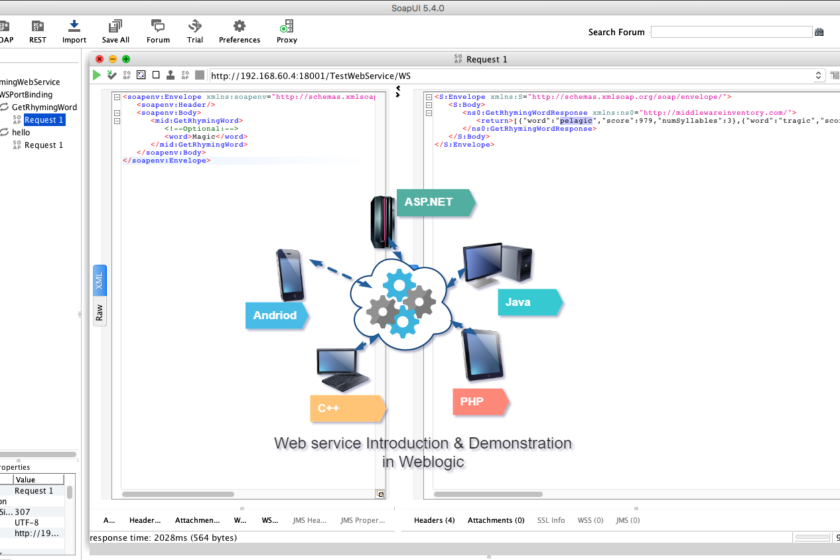 SoapUI 5.4.0
OAP REST Import Save All Forum Trial Preferences Proxy
Search Forum
Request 1
http://192.168.60.4:18001/TestWebService/WS
mingWebService
WSPortBinding
GetRhymingWord
Request 1
hello
Request 1
XML
Raw
<soapenv:Envelope xmlns:soapenv="http://schemas.xmlsoap
<soapenv:Header/>
<soapenv:Body>
<mid:GetRhymingWord>
<!--Optional:-->
<word>Magic</word>
</mid:GetRhymingWord>
</soapenv:Body>
</soapenv:Envelope>
<S:Envelope xmlns:S="http://schemas.xmlsoap.org/soap/envelope/">
<S:Body>
<ns0:GetRhymingWordResponse xmlns:ns0="http://middlewareinventory.com/">
<return>[{"word":"pelagic","score":979,"numSyllables":3},{"word":"tragic","sco
</ns0:GetRhymingWordResponse>
</S:Body>
</S:Envelope>
ASP.NET
Andriod
Java
C++
PHP
Web service Introduction & Demonstration
in Weblogic
roperties
Value
Request 1
on
Si... 307
UTF-8
http://19...
A... Header... Attachmen... W... WS... JMS Hea... JMS Proper...
Headers (4) Attachments (0) SSL Info WSS (0) JMS (0)
response time: 2028ms (564 bytes)